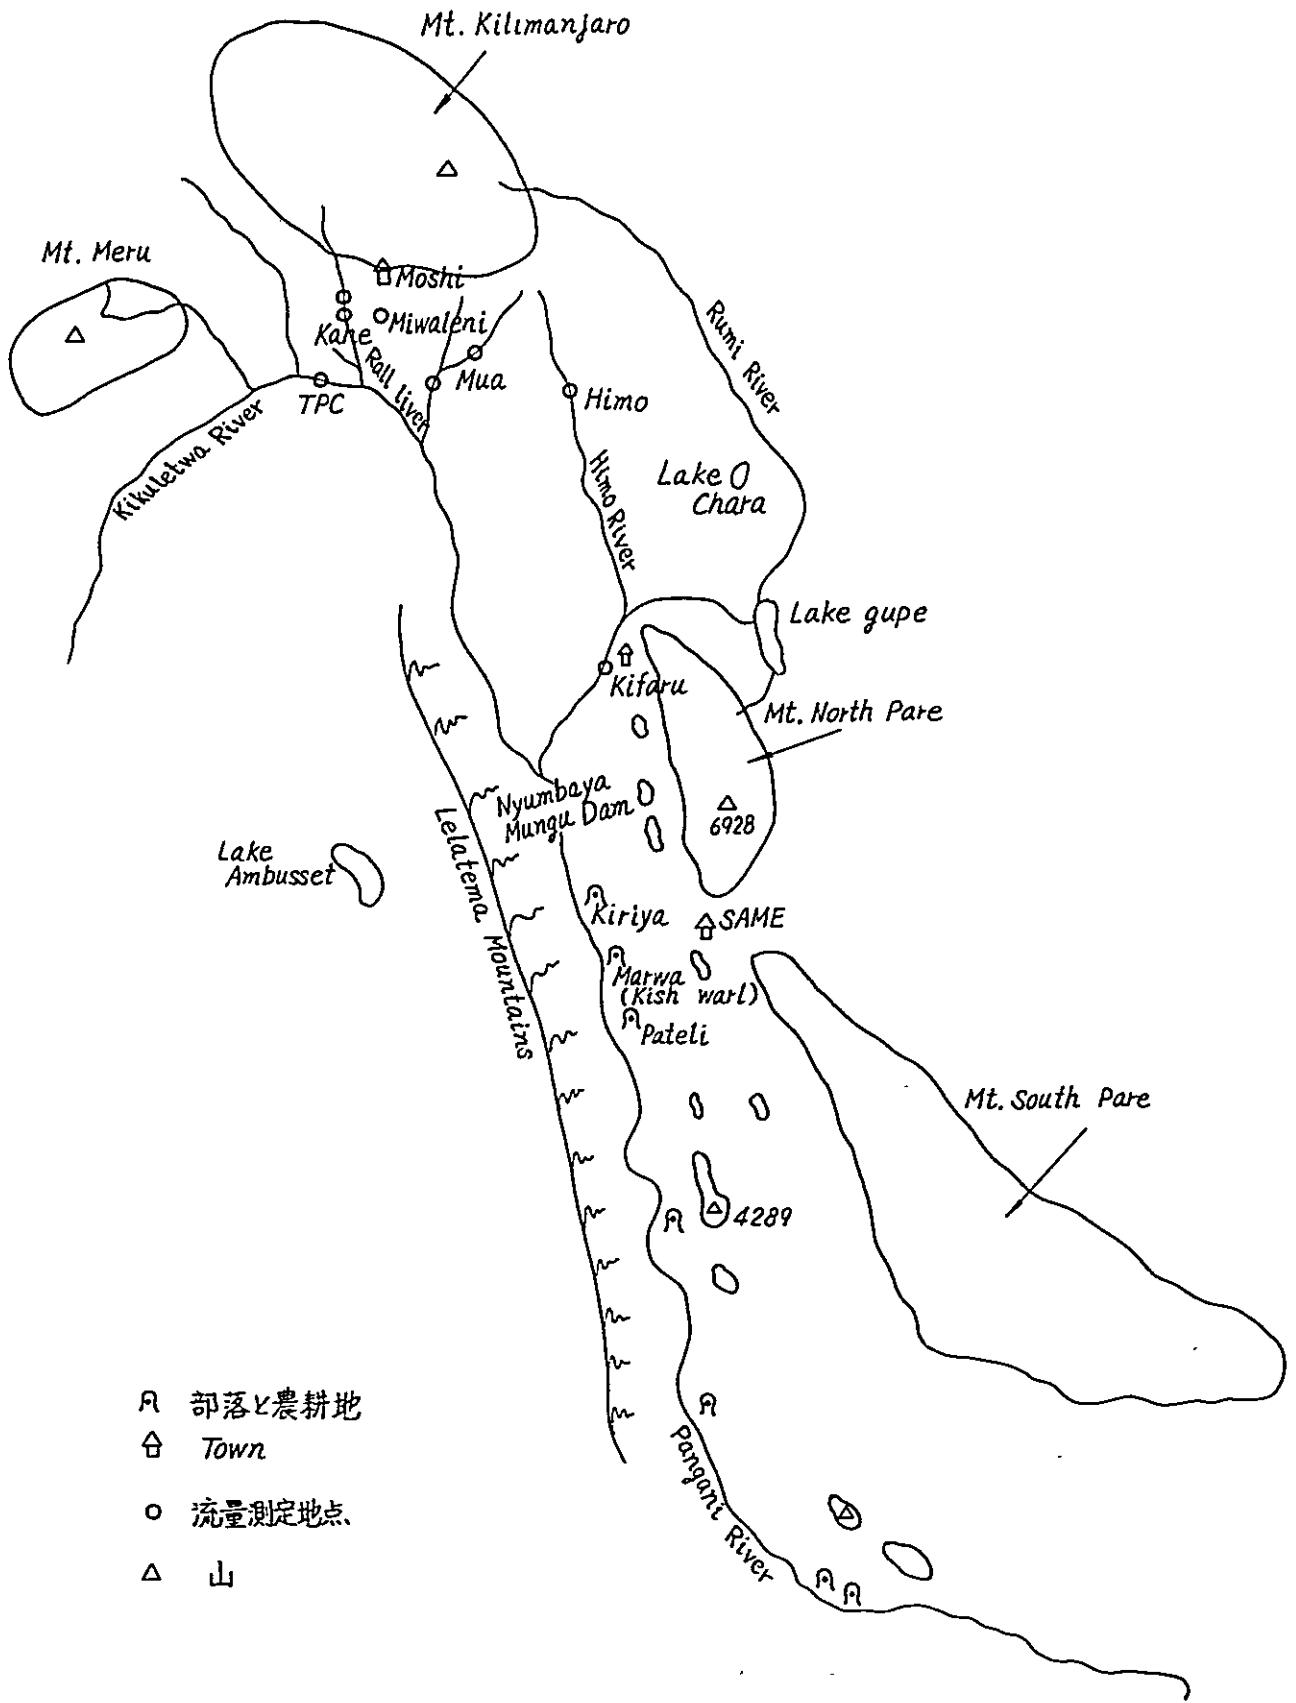 Mt. Kilimanjaro
Mt. Meru
Moshi
Miwaleni
Kahe
Rall liver
Mua
TPC
Himo
Kikuletwa River
Rumi River
Himo River
Lake
Chara
Lake gupe
Kifaru
Mt. North Pare
Nyumbaya
Mungu Dam
6928
Lake
Ambusset
Lelatema Mountains
Kiriya
SAME
Marwa
(Kish warl)
Pateli
Mt. South Pare
4289
Pangani River
部落と農耕地
Town
流量測定地点
山